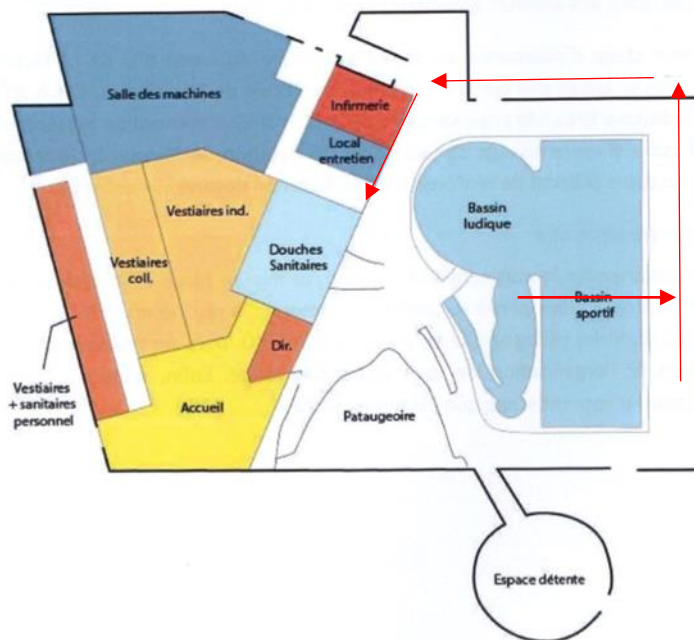 Salle des machines
Infirmerie
Local
entretien
Vestiaires ind.
Vestiaires
coll.
Douches
Sanitaires
Bassin
ludique
Bassin
sportif
Dir.
Vestiaires
+ sanitaires
personnel
Accueil
Pataugeoire
Espace détente